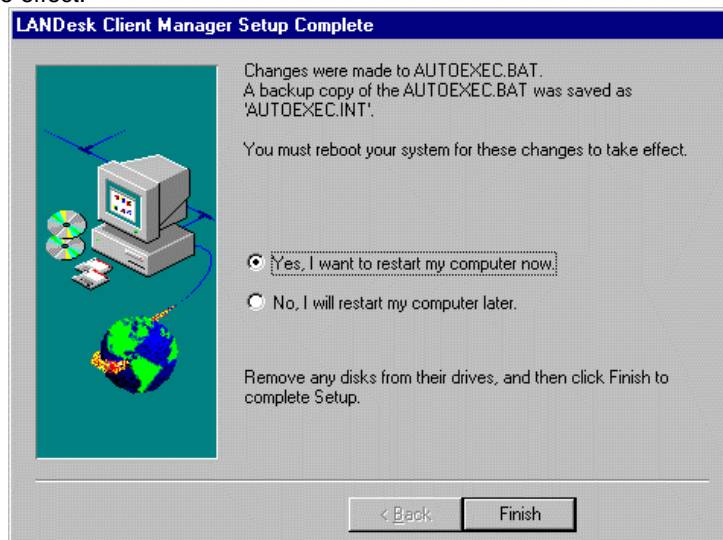 e effect.
LANDesk Client Manager Setup Complete
Changes were made to AUTOEXEC.BAT.
A backup copy of the AUTOEXEC.BAT was saved as
'AUTOEXEC.INT'.
You must reboot your system for these changes to take effect.
Yes, I want to restart my computer now.
No, I will restart my computer later.
Remove any disks from their drives, and then click Finish to
complete Setup.
< Back
Finish